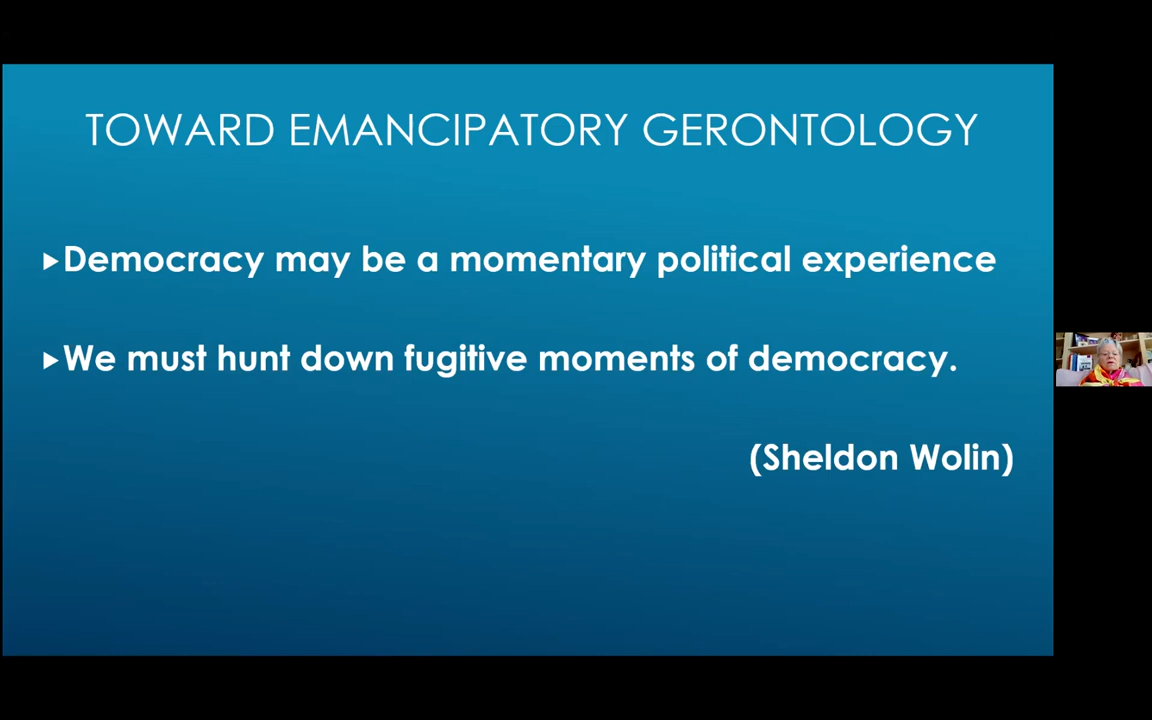 TOWARD EMANCIPATORY GERONTOLOGY
Democracy may be a momentary political experience
We must hunt down fugitive moments of democracy.
(Sheldon Wolin)